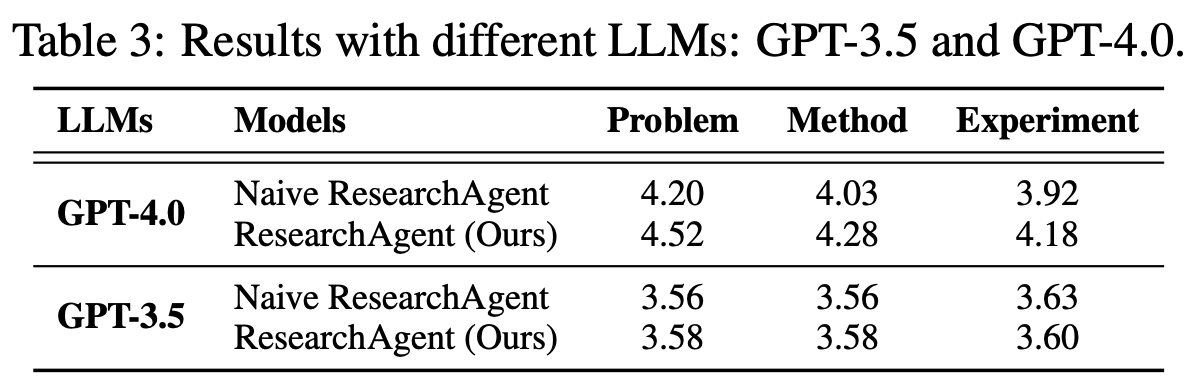 Table 3: Results with different LLMs: GPT-3.5 and GPT-4.0.
LLMs Models Problem Method Experiment
GPT-4.0 Naive ResearchAgent 4.20 4.03 3.92
ResearchAgent (Ours) 4.52 4.28 4.18
GPT-3.5 Naive ResearchAgent 3.56 3.56 3.63
ResearchAgent (Ours) 3.58 3.58 3.60